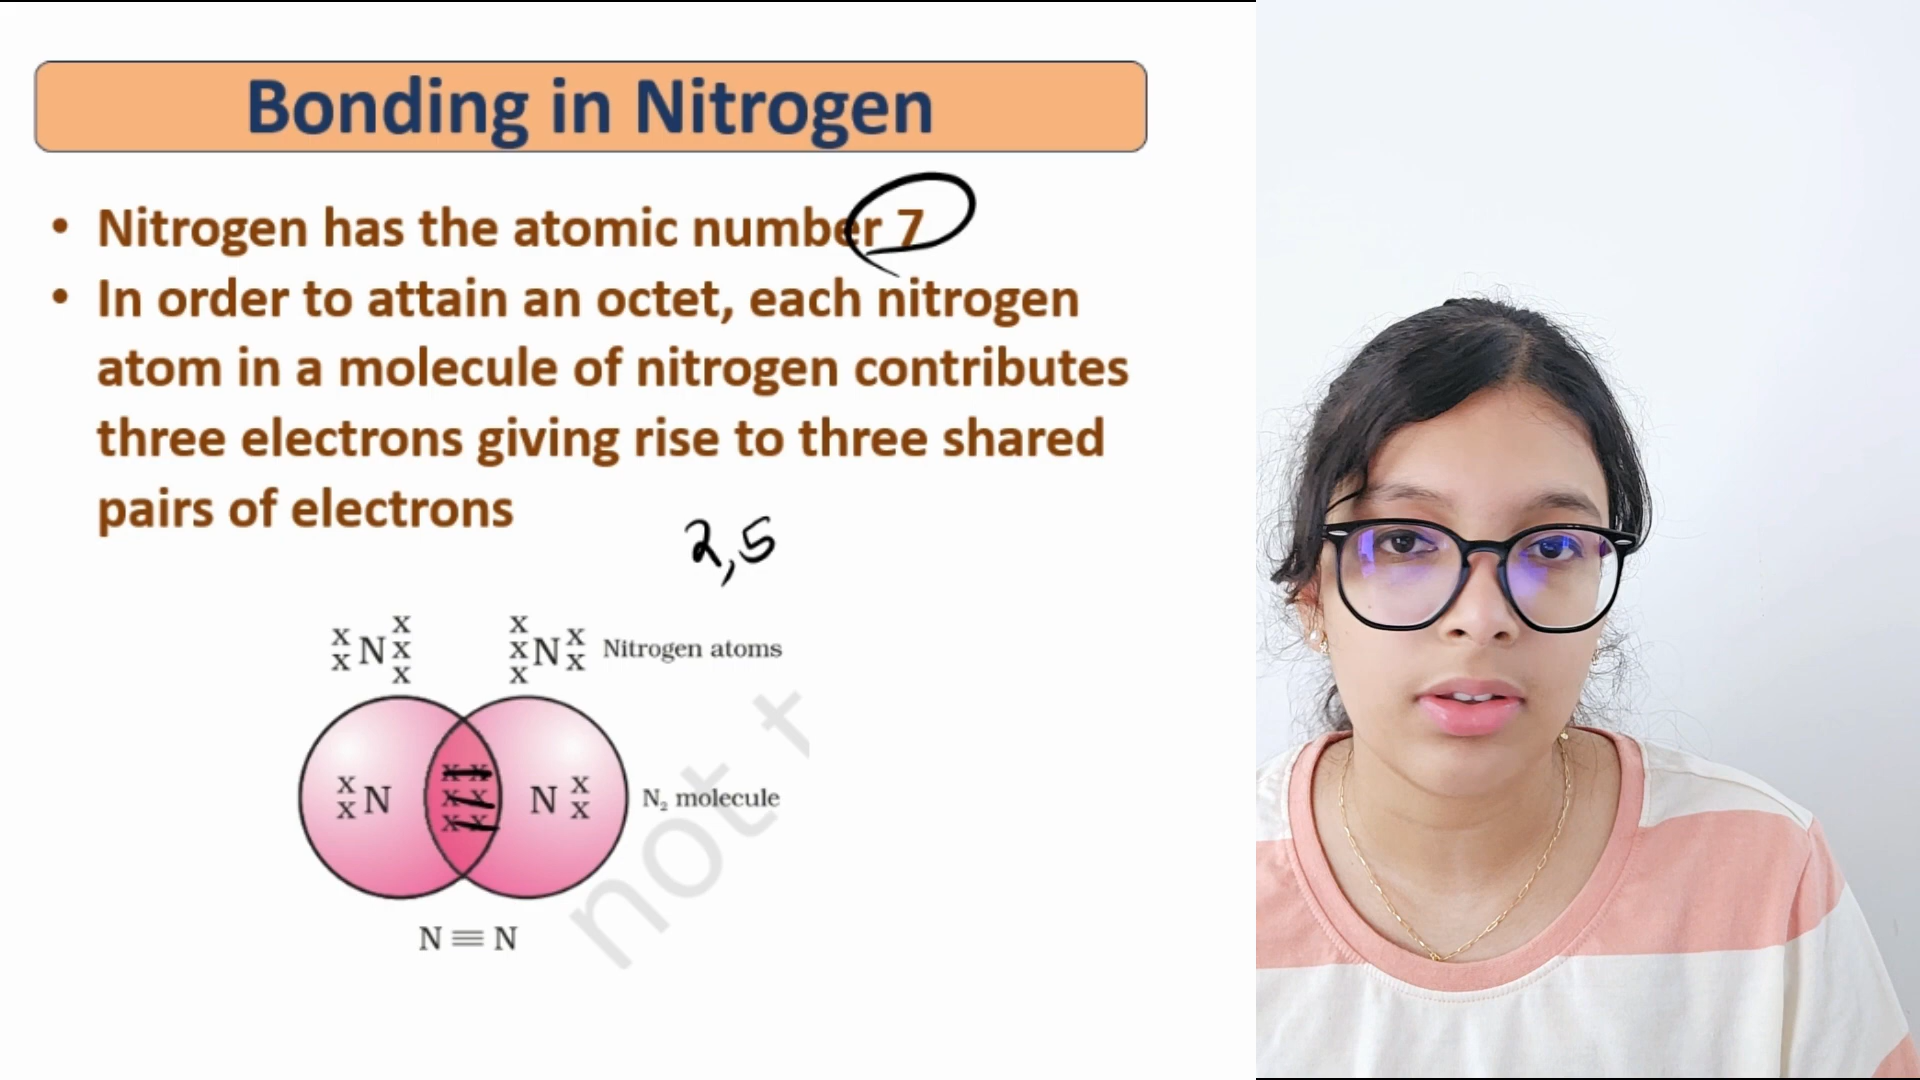 Bonding in Nitrogen
• Nitrogen has the atomic number 7
• In order to attain an octet, each nitrogen
atom in a molecule of nitrogen contributes
three electrons giving rise to three shared
pairs of electrons
2,5
x x
x N x
x x
x x
x N x
x x
Nitrogen atoms
x
x N
x x
x x
x x
N x
x
N₂ molecule
not
N ≡ N